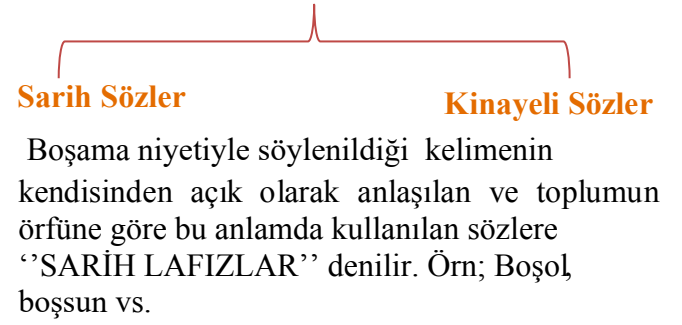 Sarih Sözler
Kinayeli Sözler
Boşama niyetiyle söylenildiği kelimenin
kendisinden açık olarak anlaşılan ve toplumun
örfüne göre bu anlamda kullanılan sözlere
‘’SARİH LAFIZLAR’’ denilir. Örn; Boşol,
boşsun vs.